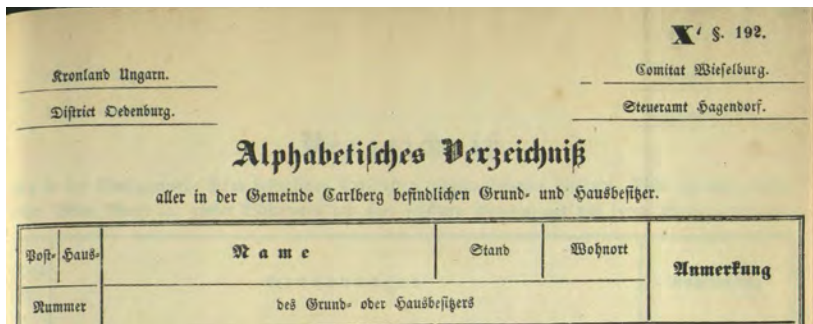 X' §. 192.
Kronland Ungarn.
Comitat Wieselburg.
District Oedenburg.
Steueramt Hagendorf.
Alphabetisches Verzeichniß
aller in der Gemeinde Carlberg befindlichen Grund- und Hausbesitzer.
Post- Haus- Name Stand Wohnort Anmerkung
Nummer des Grund- oder Hausbesitzers